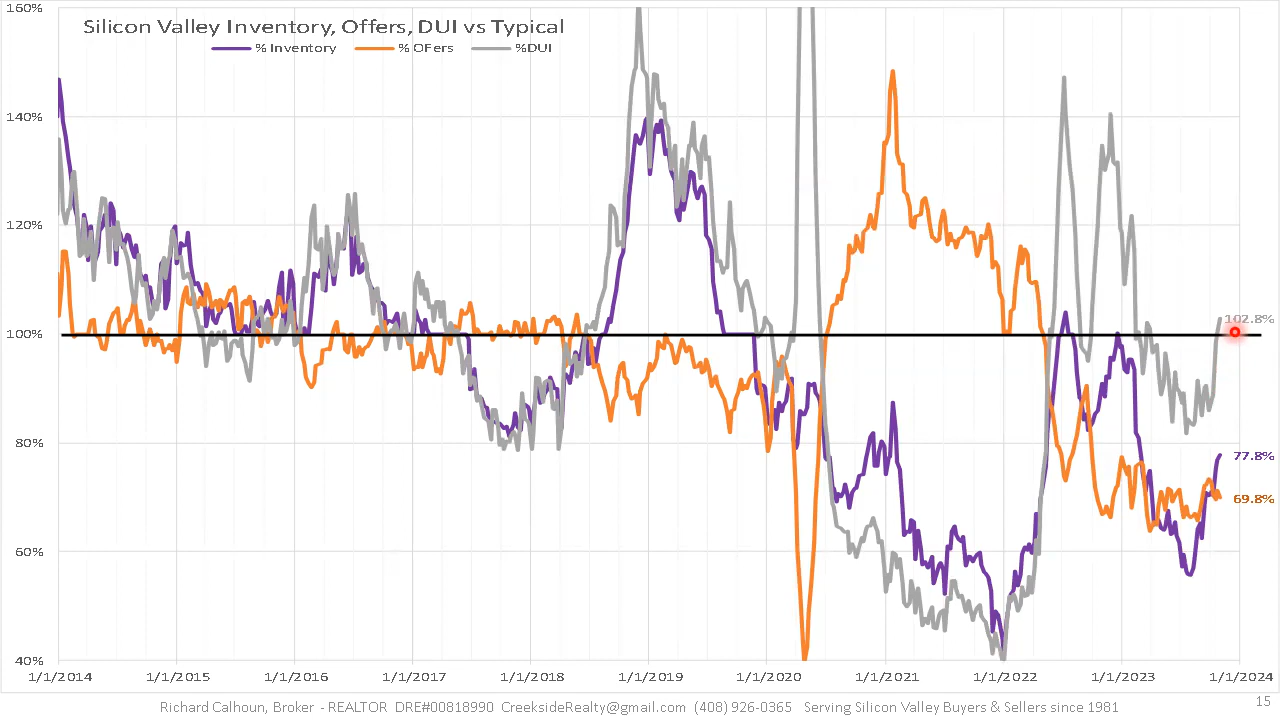 160%
Silicon Valley Inventory, Offers, DUI vs Typical
% Inventory % OFers %DUI
140%
120%
102.8%
100%
80%
77.8%
69.8%
60%
40%
1/1/2014 1/1/2015 1/1/2016 1/1/2017 1/1/2018 1/1/2019 1/1/2020 1/1/2021 1/1/2022 1/1/2023 1/1/2024
Richard Calhoun, Broker - REALTOR DRE#00818990 CreeksideRealty@gmail.com (408) 926-0365 Serving Silicon Valley Buyers & Sellers since 1981
15